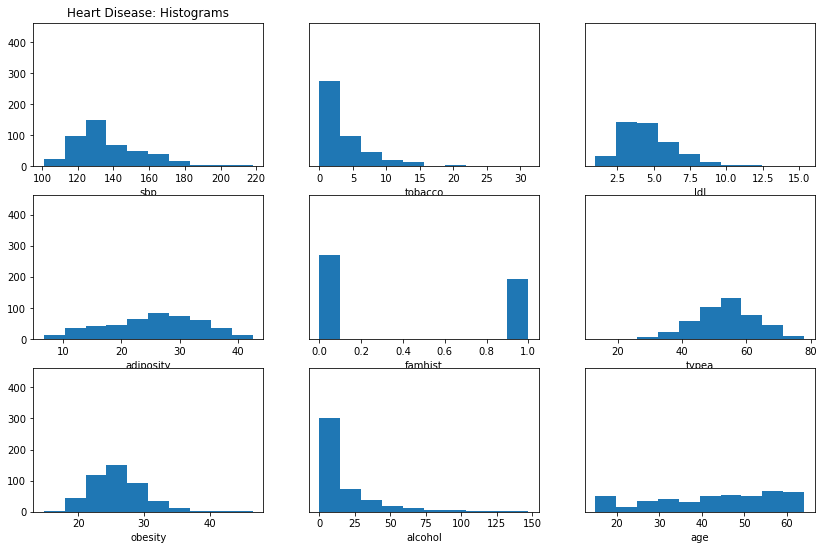 Heart Disease: Histograms
400
300
200
100
0
100 120 140 160 180 200 220
sbp
0 5 10 15 20 25 30
tobacco
2.5 5.0 7.5 10.0 12.5 15.0
ldl
400
300
200
100
0
10 20 30 40
adiposity
0.0 0.2 0.4 0.6 0.8 1.0
famhist
20 40 60 80
typea
400
300
200
100
0
20 30 40
obesity
0 25 50 75 100 125 150
alcohol
20 30 40 50 60
age